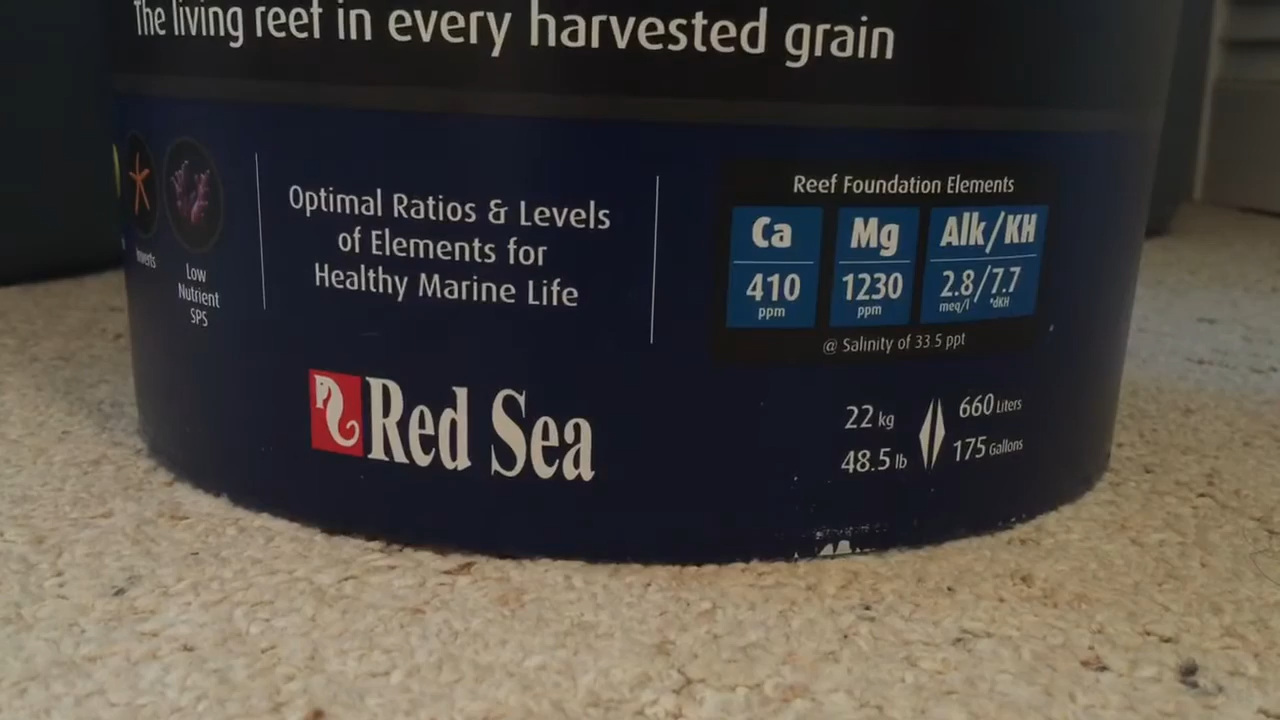 The living reef in every harvested grain
Inverts
Low
Nutrient
SPS
Optimal Ratios & Levels
of Elements for
Healthy Marine Life
Reef Foundation Elements
Ca
410
ppm
Mg
1230
ppm
Alk/KH
2.8/7.7
meq/l °dKH
@ Salinity of 33.5 ppt
Red Sea
22 kg
48.5 lb
660 Liters
175 Gallons